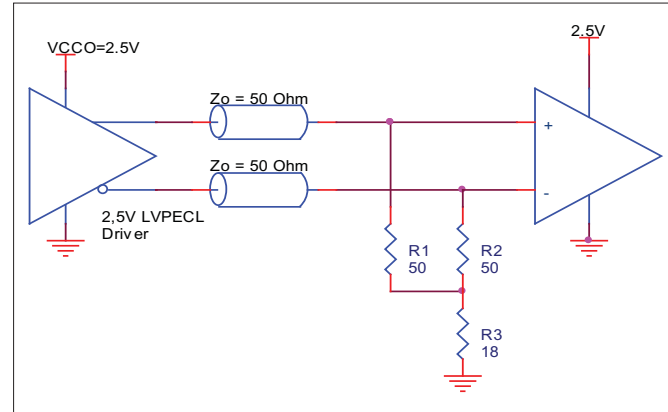 VCCO=2.5V
2.5V
Zo = 50 Ohm
+
Zo = 50 Ohm
-
2,5V LVPECL
Driver
R1
50
R2
50
R3
18